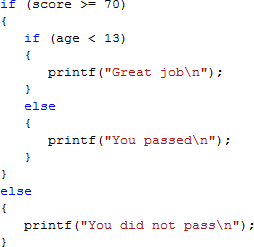 if (score >= 70)
{
if (age < 13)
{
printf("Great job\n");
}
else
{
printf("You passed\n");
}
}
else
{
printf("You did not pass\n");
}